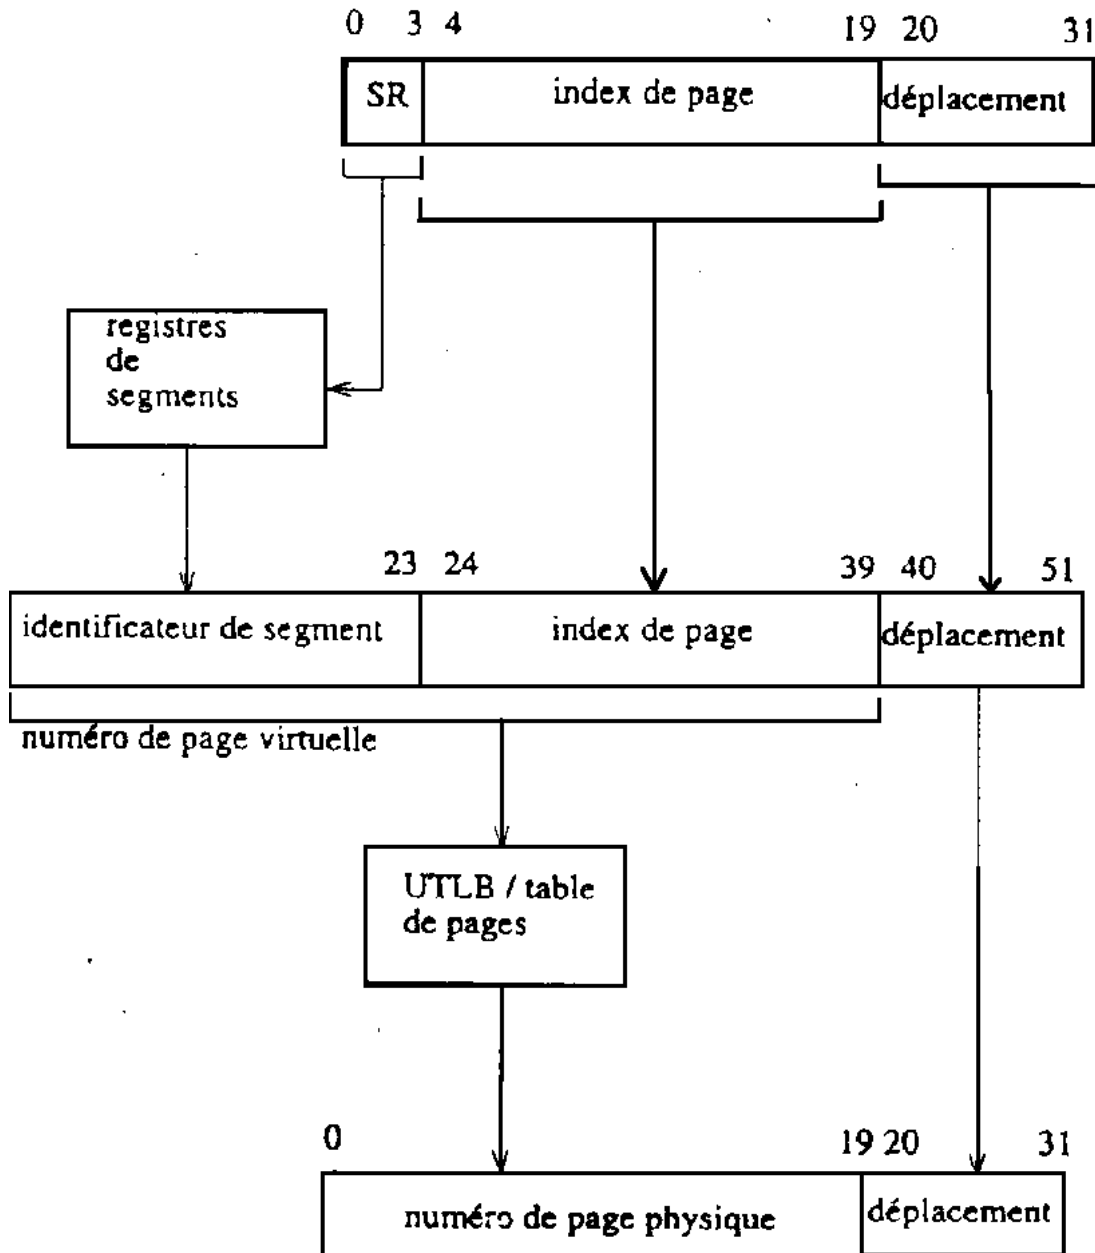 0 3 4 19 20 31
SR index de page déplacement
registres
de
segments
23 24 39 40 51
identificateur de segment index de page déplacement
numéro de page virtuelle
UTLB / table
de pages
0 19 20 31
numéro de page physique déplacement